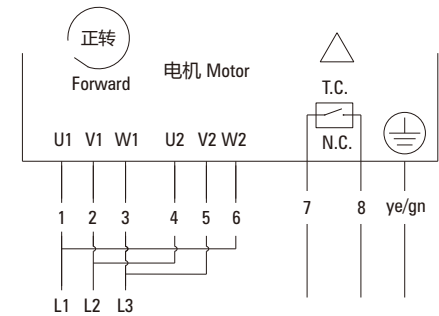 正转
Forward
电机 Motor
T.C.
N.C.
U1 V1 W1 U2 V2 W2
1 2 3 4 5 6 7 8 ye/gn
L1 L2 L3